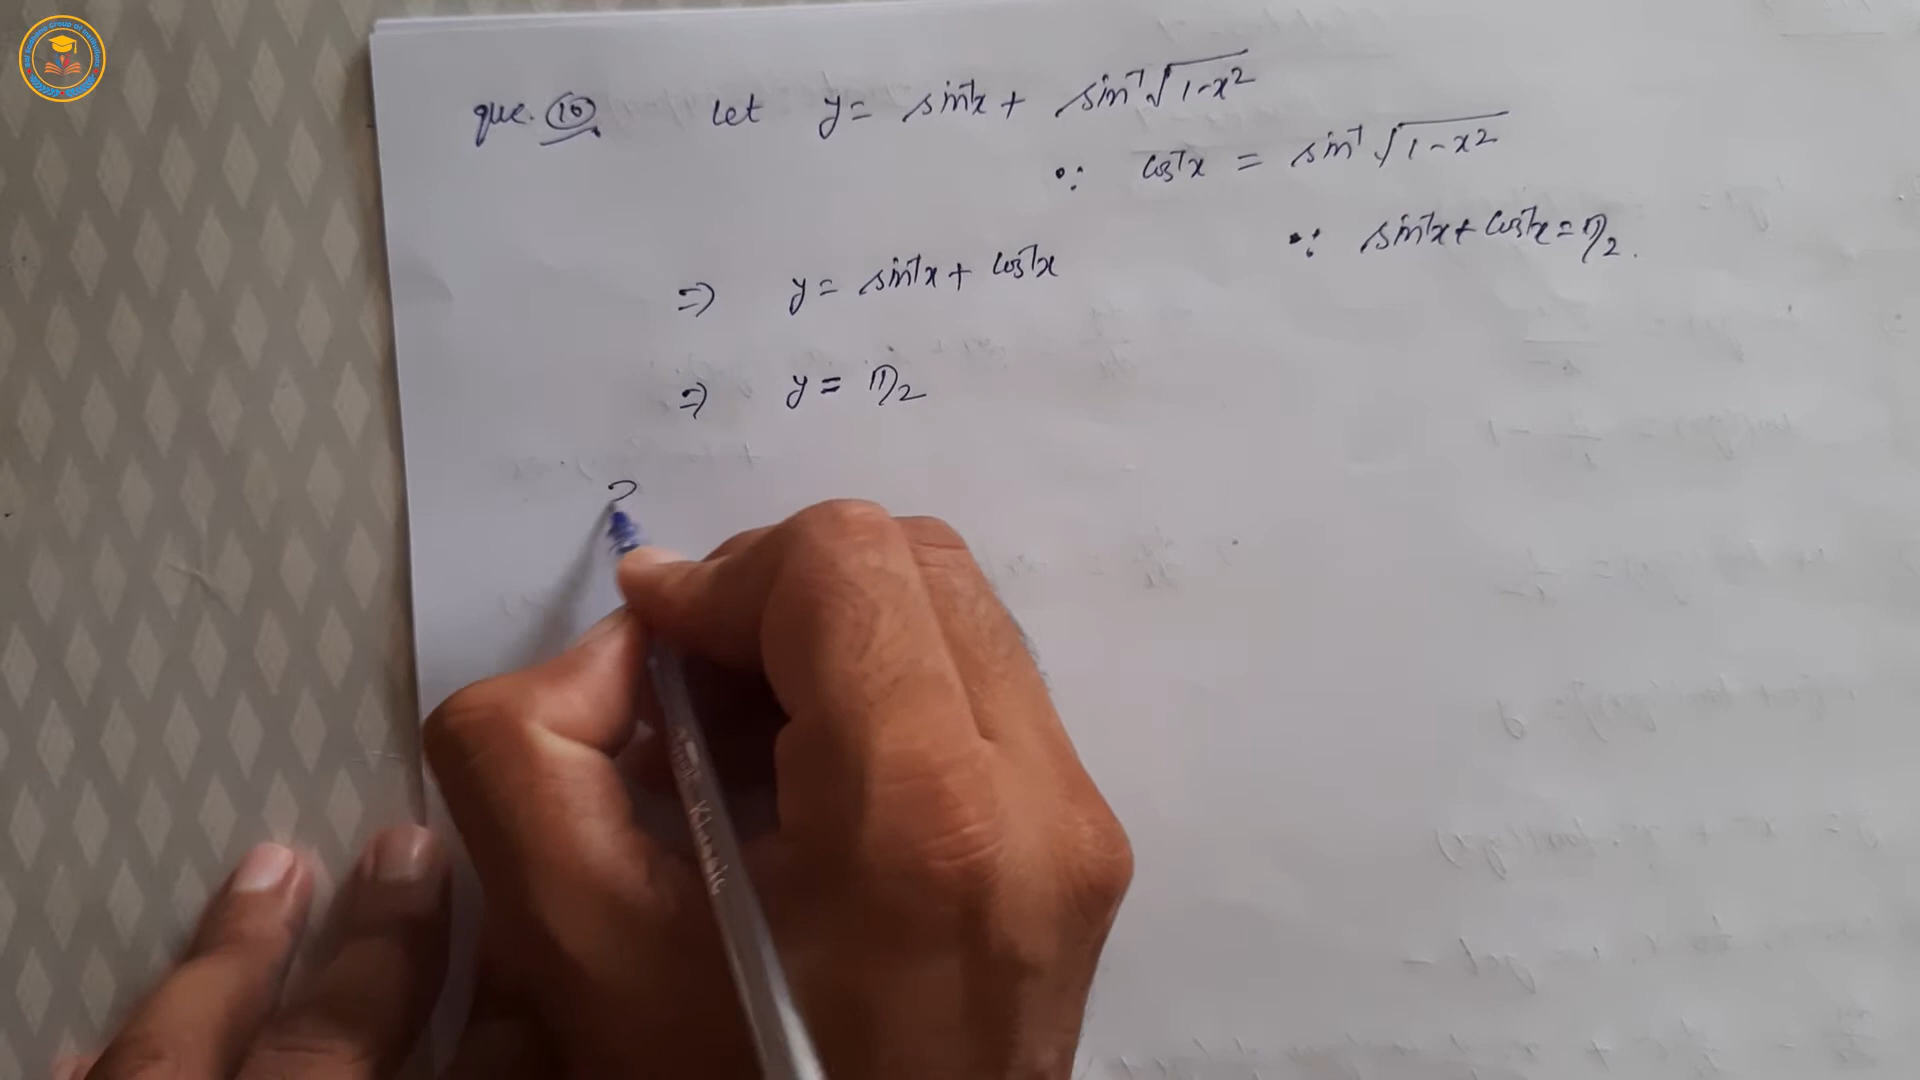 que. 10 let y = sin⁻¹x + sin⁻¹√1-x²
∵ cos⁻¹x = sin⁻¹√1-x²
∵ sin⁻¹x + cos⁻¹x = π/2.
⇒ y = sin⁻¹x + cos⁻¹x
⇒ y = π/2